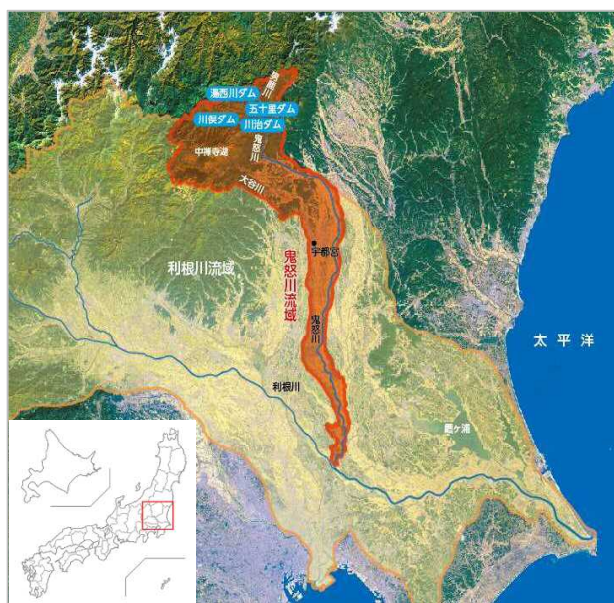 男鹿川
湯西川ダム
五十里ダム
川俣ダム
川治ダム
鬼怒川
中禅寺湖
大谷川
宇都宮
利根川流域
鬼怒川流域
鬼怒川
太平洋
利根川
霞ヶ浦